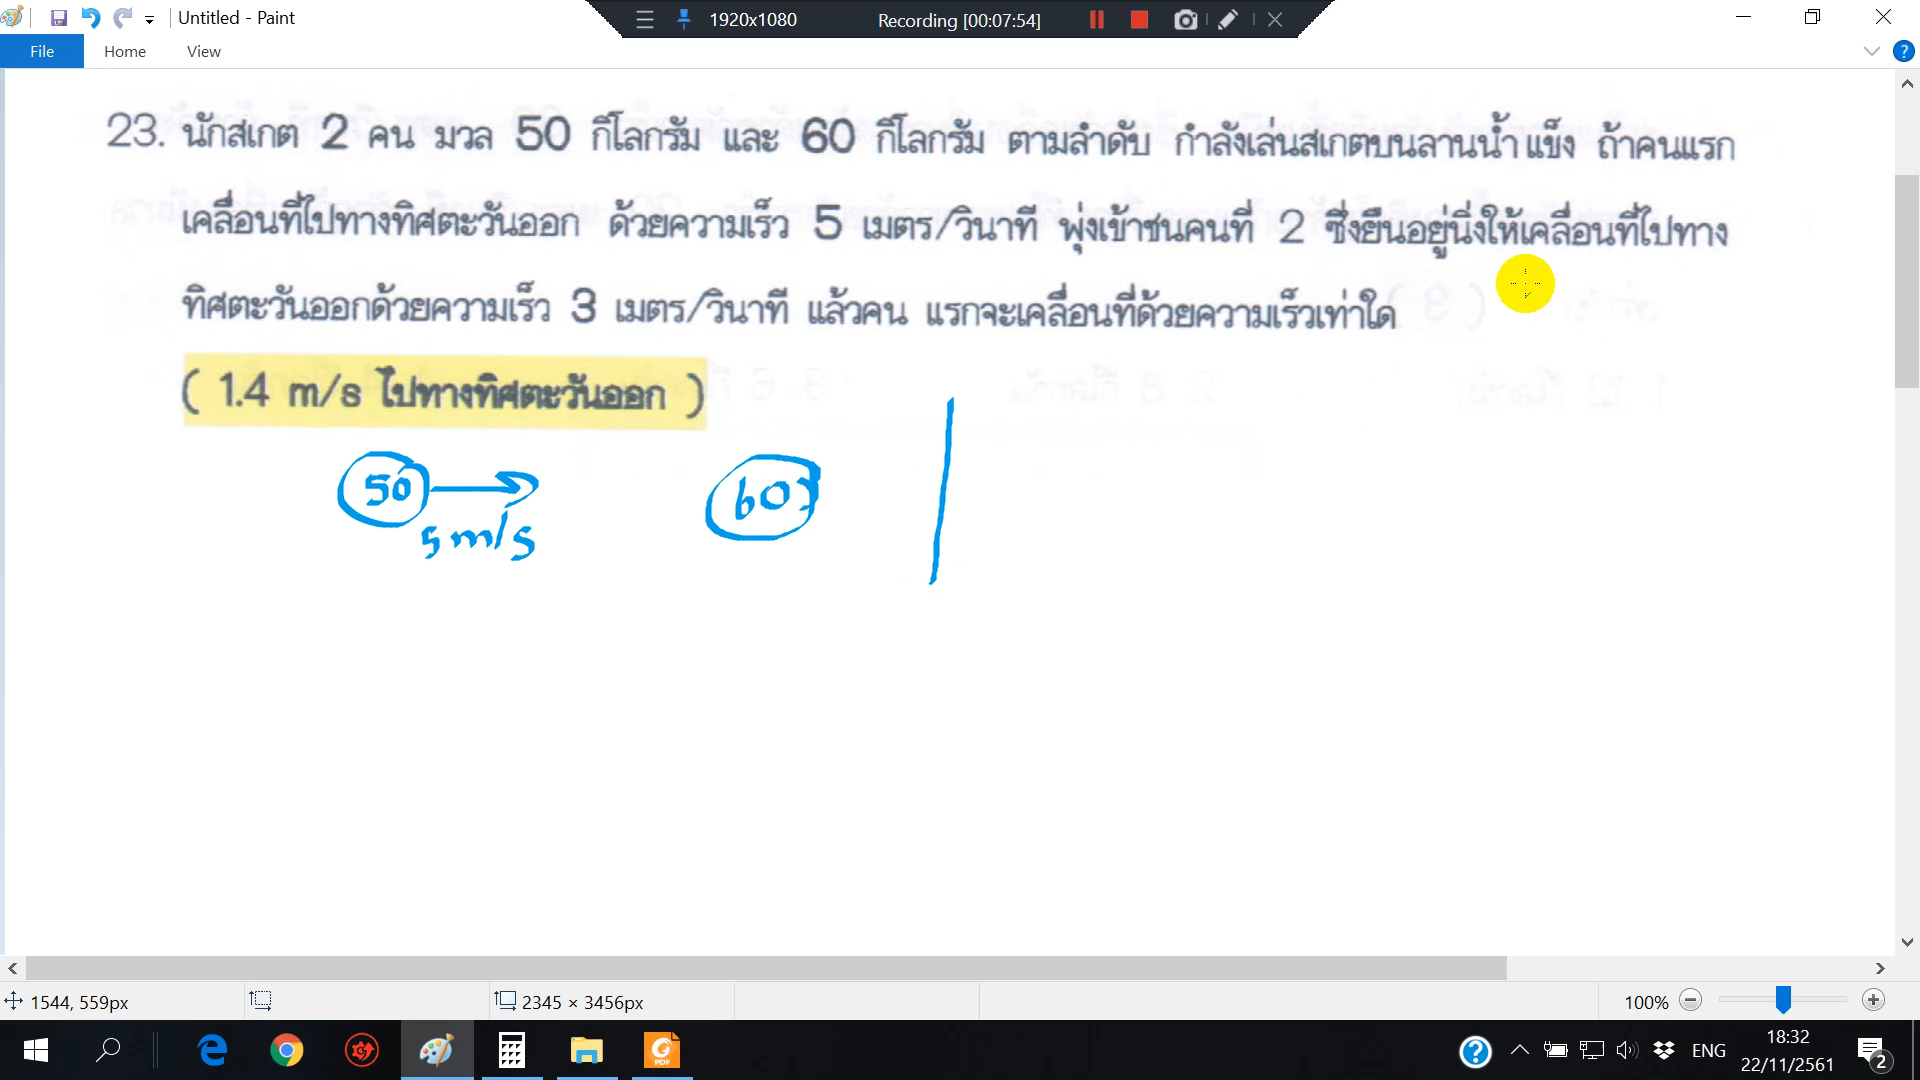 Untitled - Paint
1920x1080
Recording [00:07:54]
File
Home
View
23. นักสเกต 2 คน มวล 50 กิโลกรัม และ 60 กิโลกรัม ตามลำดับ กำลังเล่นสเกตบนลานน้ำแข็ง ถ้าคนแรก
เคลื่อนที่ไปทางทิศตะวันออก ด้วยความเร็ว 5 เมตร/วินาที พุ่งเข้าชนคนที่ 2 ซึ่งยืนอยู่นิ่งให้เคลื่อนที่ไปทาง
ทิศตะวันออกด้วยความเร็ว 3 เมตร/วินาที แล้วคน แรกจะเคลื่อนที่ด้วยความเร็วเท่าใด
( 1.4 m/s ไปทางทิศตะวันออก )
50
60
5 m/s
1544, 559px
2345 × 3456px
100%
PDF
ENG
18:32
22/11/2561
2